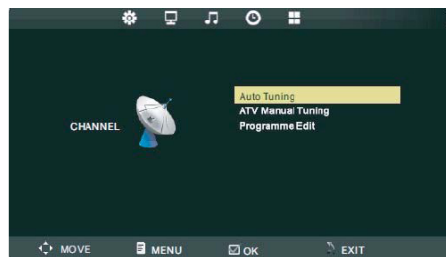 Auto Tuning
ATV Manual Tuning
CHANNEL
Programme Edit
MOVE MENU OK EXIT